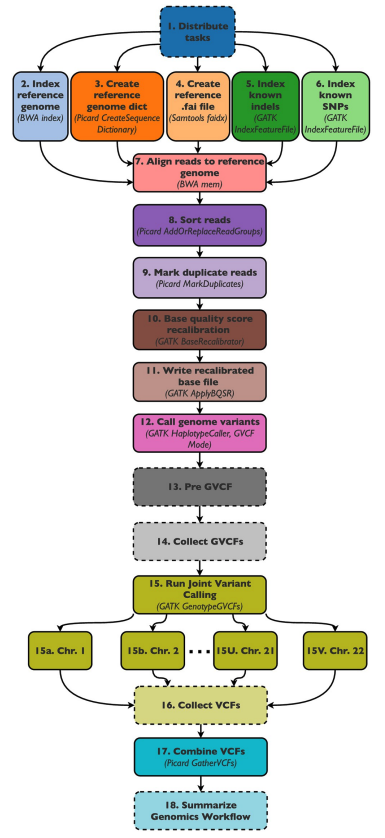 1. Distribute
tasks
2. Index
reference
genome
(BWA index)
3. Create
reference
genome dict
(Picard CreateSequence
Dictionary)
4. Create
reference
.fai file
(Samtools faidx)
5. Index
known
indels
(GATK
IndexFeatureFile)
6. Index
known
SNPs
(GATK
IndexFeatureFile)
7. Align reads to reference
genome
(BWA mem)
8. Sort reads
(Picard AddOrReplaceReadGroups)
9. Mark duplicate reads
(Picard MarkDuplicates)
10. Base quality score
recalibration
(GATK BaseRecalibrator)
11. Write recalibrated
base file
(GATK ApplyBQSR)
12. Call genome variants
(GATK HaplotypeCaller, GVCF
Mode)
13. Pre GVCF
14. Collect GVCFs
15. Run Joint Variant
Calling
(GATK GenotypeGVCFs)
15a. Chr. 1
15b. Chr. 2
15U. Chr. 21
15V. Chr. 22
16. Collect VCFs
17. Combine VCFs
(Picard GatherVCFs)
18. Summarize
Genomics Workflow